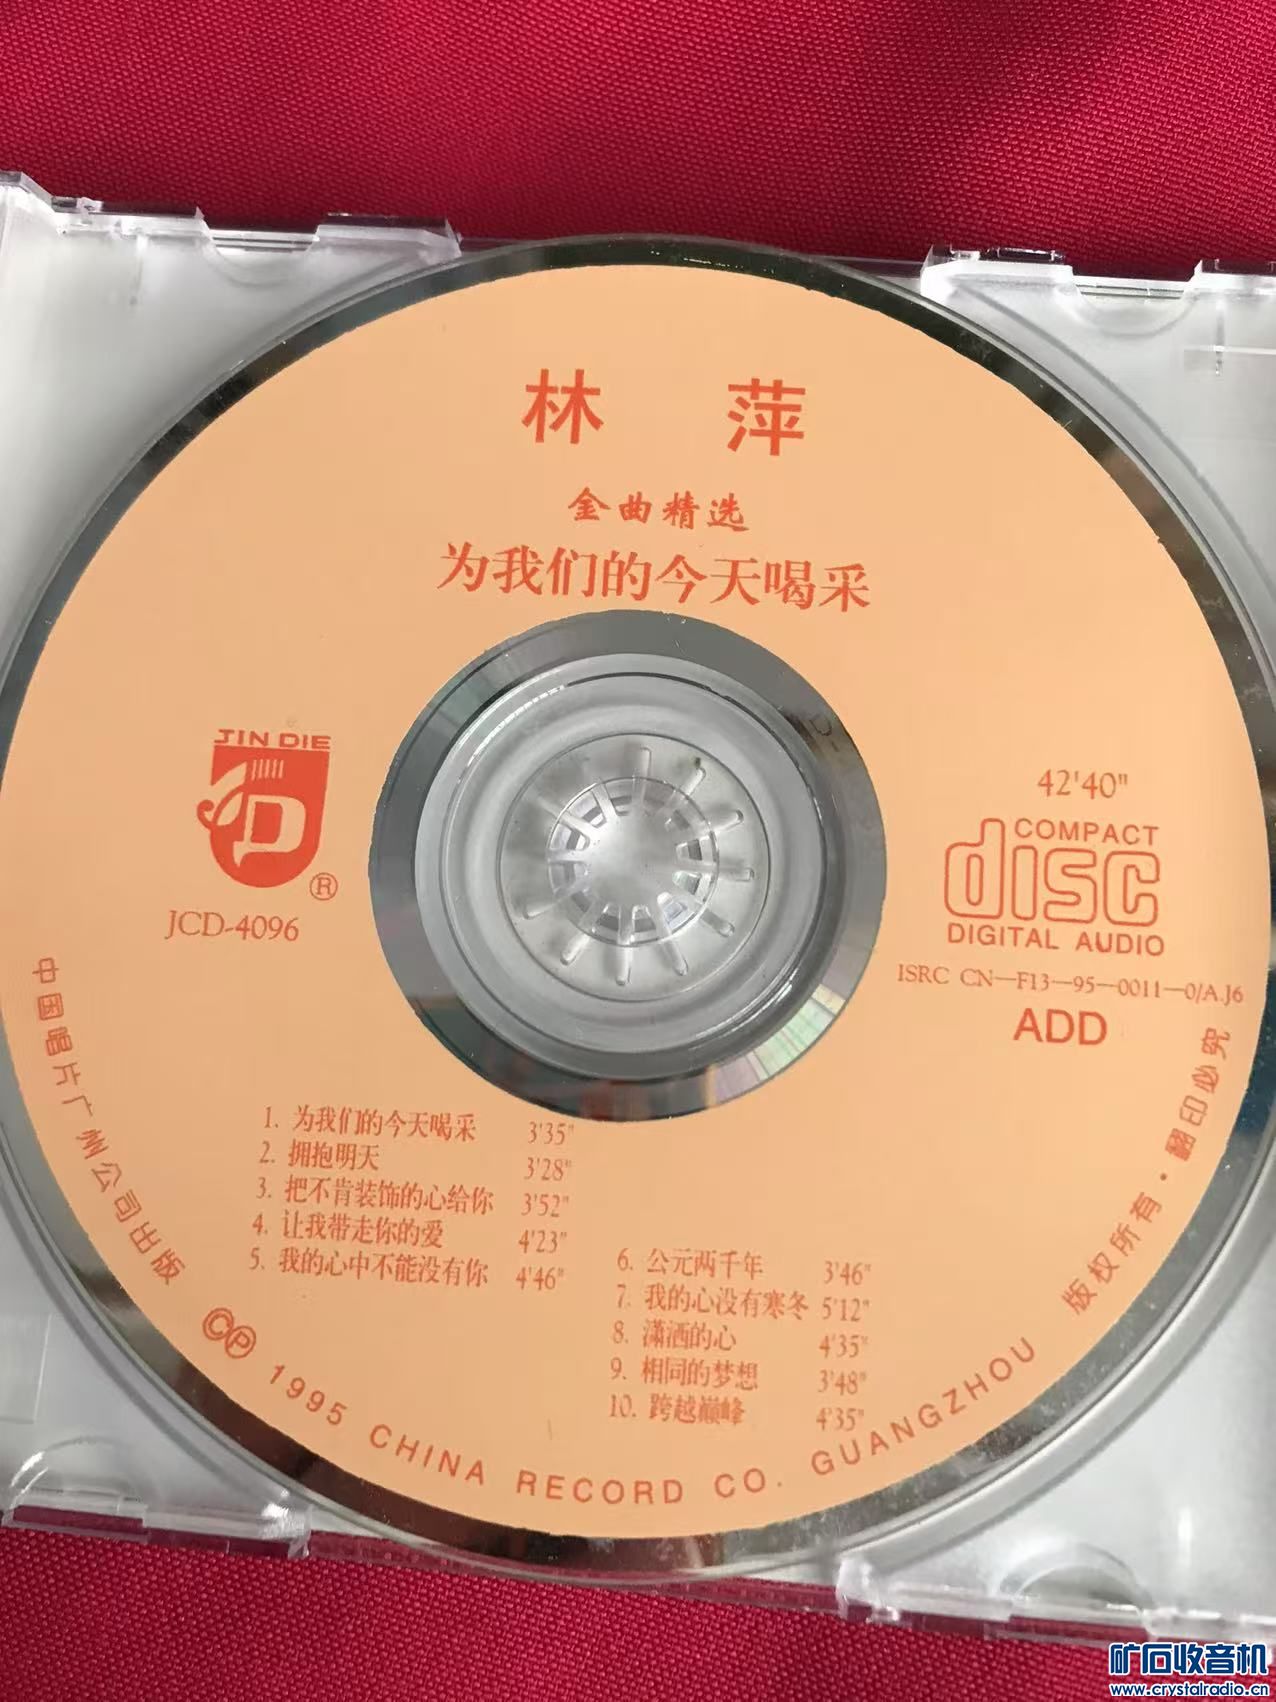 林 萍
金曲精选
为我们的今天喝采
JIN DIE
®
JCD-4096
42'40"
COMPACT
disc
DIGITAL AUDIO
ISRC CN—F13—95—0011—0/A.J6
ADD
1. 为我们的今天喝采 3'35"
2. 拥抱明天 3'28"
3. 把不肯装饰的心给你 3'52"
4. 让我带走你的爱 4'23"
5. 我的心中不能没有你 4'46"
6. 公元两千年 3'46"
7. 我的心没有寒冬 5'12"
8. 潇洒的心 4'35"
9. 相同的梦想 3'48"
10. 跨越巅峰 4'35"
中国唱片广州公司出版
ⒸⓅ 1995 CHINA RECORD CO. GUANGZHOU
版权所有·翻印必究
矿石收音机
www.crystalradio.cn